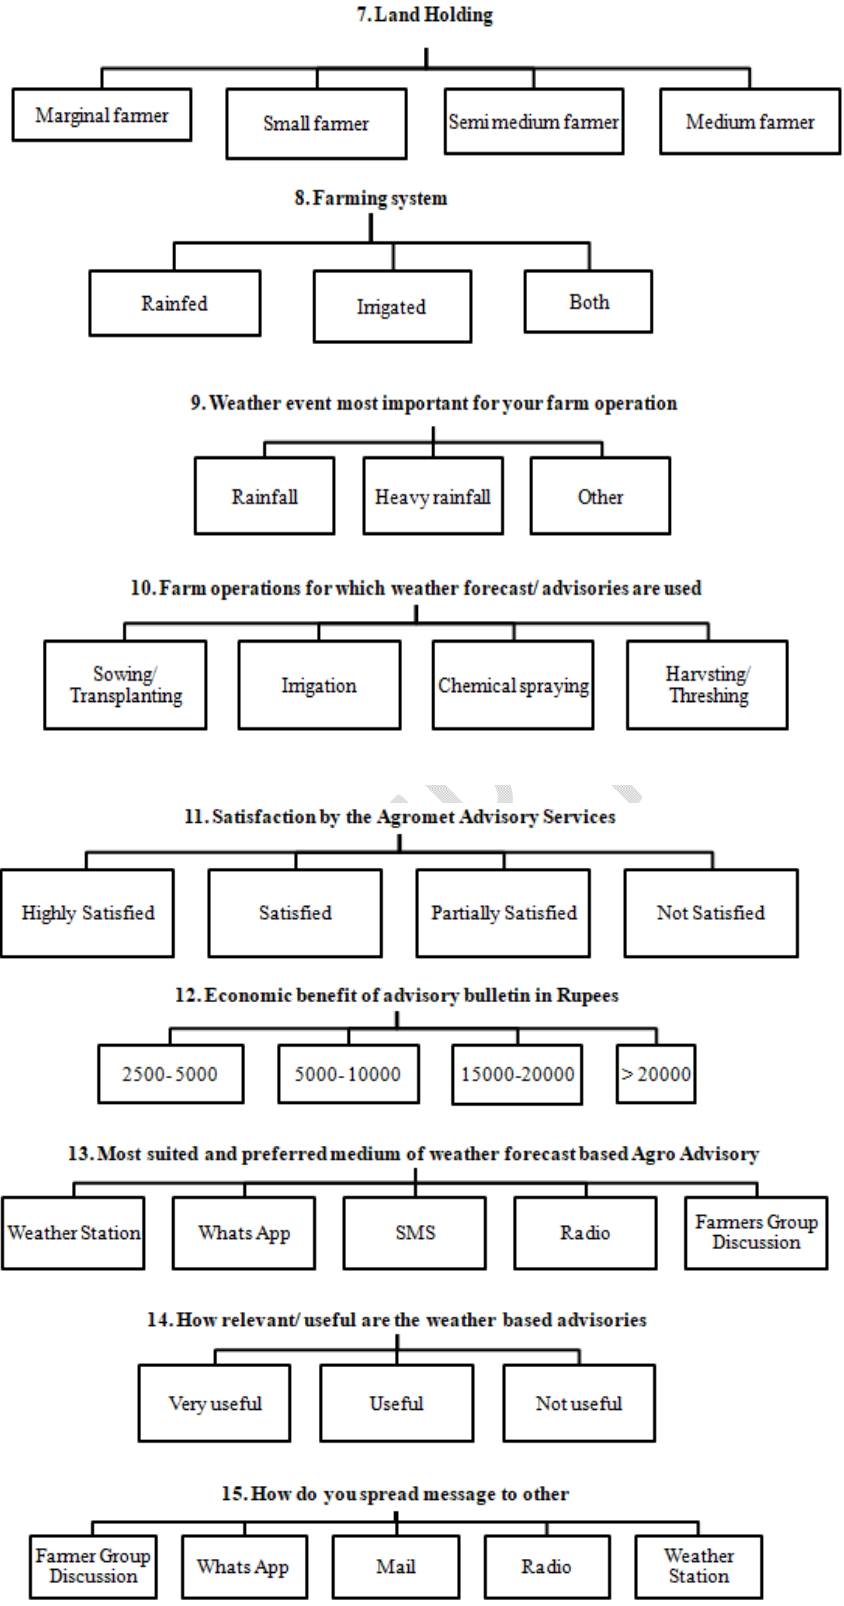 7. Land Holding
Marginal farmer
Small farmer
Semi medium farmer
Medium farmer
8. Farming system
Rainfed
Irrigated
Both
9. Weather event most important for your farm operation
Rainfall
Heavy rainfall
Other
10. Farm operations for which weather forecast/ advisories are used
Sowing/
Transplanting
Irrigation
Chemical spraying
Harvsting/
Threshing
11. Satisfaction by the Agromet Advisory Services
Highly Satisfied
Satisfied
Partially Satisfied
Not Satisfied
12. Economic benefit of advisory bulletin in Rupees
2500-5000
5000-10000
15000-20000
> 20000
13. Most suited and preferred medium of weather forecast based Agro Advisory
Weather Station
Whats App
SMS
Radio
Farmers Group
Discussion
14. How relevant/ useful are the weather based advisories
Very useful
Useful
Not useful
15. How do you spread message to other
Farmer Group
Discussion
Whats App
Mail
Radio
Weather
Station